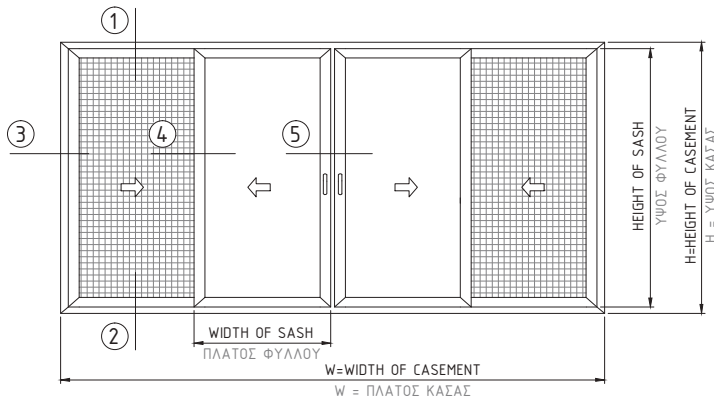 1
3
4
5
2
WIDTH OF SASH
ΠΛΑΤΟΣ ΦΥΛΛΟΥ
W=WIDTH OF CASEMENT
W = ΠΛΑΤΟΣ ΚΑΣΑΣ
HEIGHT OF SASH
ΥΨΟΣ ΦΥΛΛΟΥ
H=HEIGHT OF CASEMENT
H = ΥΨΟΣ ΚΑΣΑΣ